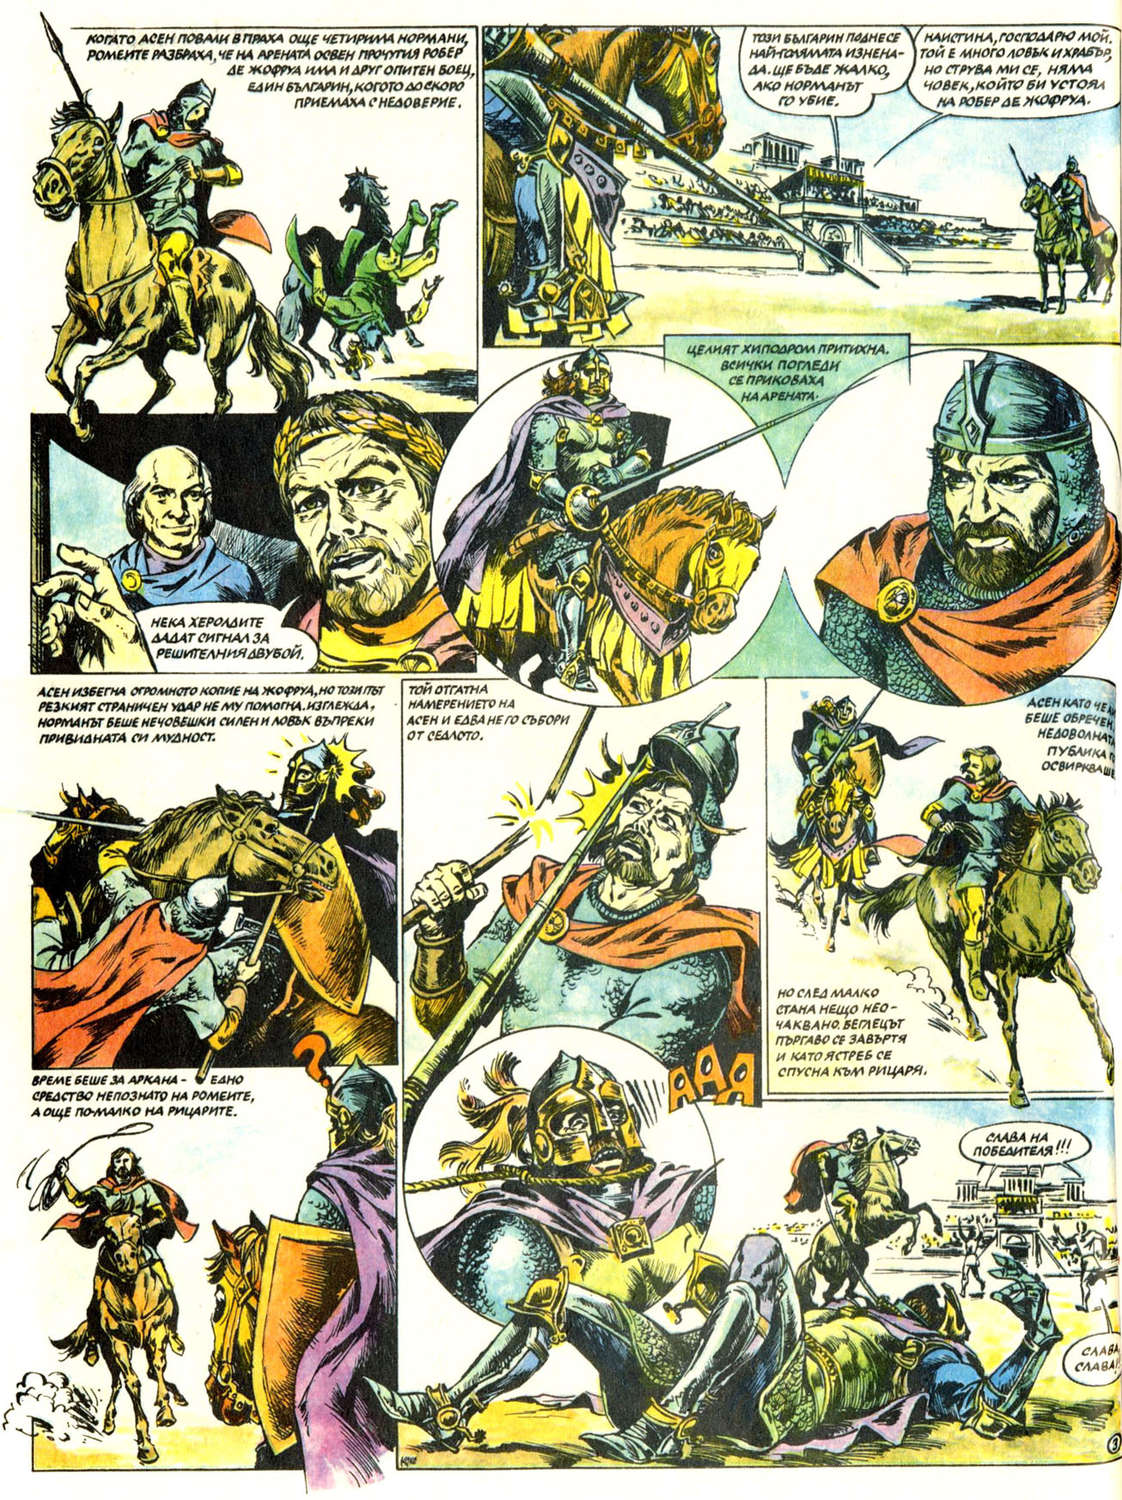 КОГАТО АСЕН ПОВАЛИ В ПРАХА ОЩЕ ЧЕТИРИМА НОРМАНИ,
РОМЕИТЕ РАЗБРАХА, ЧЕ НА АРЕНАТА ОСВЕН ПРОЧУТИЯ РОБЕР
ДЕ ЖОФРУА ИМА И ДРУГ ОПИТЕН БОЕЦ,
ЕДИН БЪЛГАРИН, КОГОТО ДОСКОРО
ПРИЕМАХА С НЕДОВЕРИЕ.
ТОЗИ БЪЛГАРИН ПОДНЕСЕ
НАЙ-ГОЛЯМАТА ИЗНЕНА-
ДА. ЩЕ БЪДЕ ЖАЛКО,
АКО НОРМАНЪТ
ГО УБИЕ.
НАИСТИНА, ГОСПОДАРЮ МОЙ.
ТОЙ Е МНОГО ЛОВЪК И ХРАБЪР,
НО СТРУВА МИ СЕ, НЯМА
ЧОВЕК, КОЙТО БИ УСТОЯЛ
НА РОБЕР ДЕ ЖОФРУА.
ЦЕЛИЯТ ХИПОДРОМ ПРИТИХНА.
ВСИЧКИ ПОГЛЕДИ
СЕ ПРИКОВАХА
НА АРЕНАТА.
НЕКА ХЕРОЛДИТЕ
ДАДАТ СИГНАЛ ЗА
РЕШИТЕЛНИЯ ДВУБОЙ.
АСЕН ИЗБЕГНА ОГРОМНОТО КОПИЕ НА ЖОФРУА, НО ТОЗИ ПЪТ
РЕЗКИЯТ СТРАНИЧЕН УДАР НЕ МУ ПОМОГНА. ИЗГЛЕЖДА,
НОРМАНЪТ БЕШЕ НЕЧОВЕШКИ СИЛЕН И ЛОВЪК ВЪПРЕКИ
ПРИВИДНАТА СИ МУДНОСТ.
ТОЙ ОТГАТНА
НАМЕРЕНИЕТО НА
АСЕН И ЕДВА НЕ ГО СЪБОРИ
ОТ СЕДЛОТО.
АСЕН КАТО ЧЕ ЛИ
БЕШЕ ОБРЕЧЕН.
НЕДОВОЛНАТА
ПУБЛИКА ГО
ОСВИРКВАШЕ.
НО СЛЕД МАЛКО
СТАНА НЕЩО НЕО-
ЧАКВАНО. БЕГЛЕЦЪТ
ПЪРГАВО СЕ ЗАВЪРТЯ
И КАТО ЯСТРЕБ СЕ
СПУСНА КЪМ РИЦАРЯ.
ВРЕМЕ БЕШЕ ЗА АРКАНА - ЕДНО
СРЕДСТВО НЕПОЗНАТО НА РОМЕИТЕ,
А ОЩЕ ПО-МАЛКО НА РИЦАРИТЕ.
?
ААА
СЛАВА НА
ПОБЕДИТЕЛЯ!!!
СЛАВА,
СЛАВА!!
3